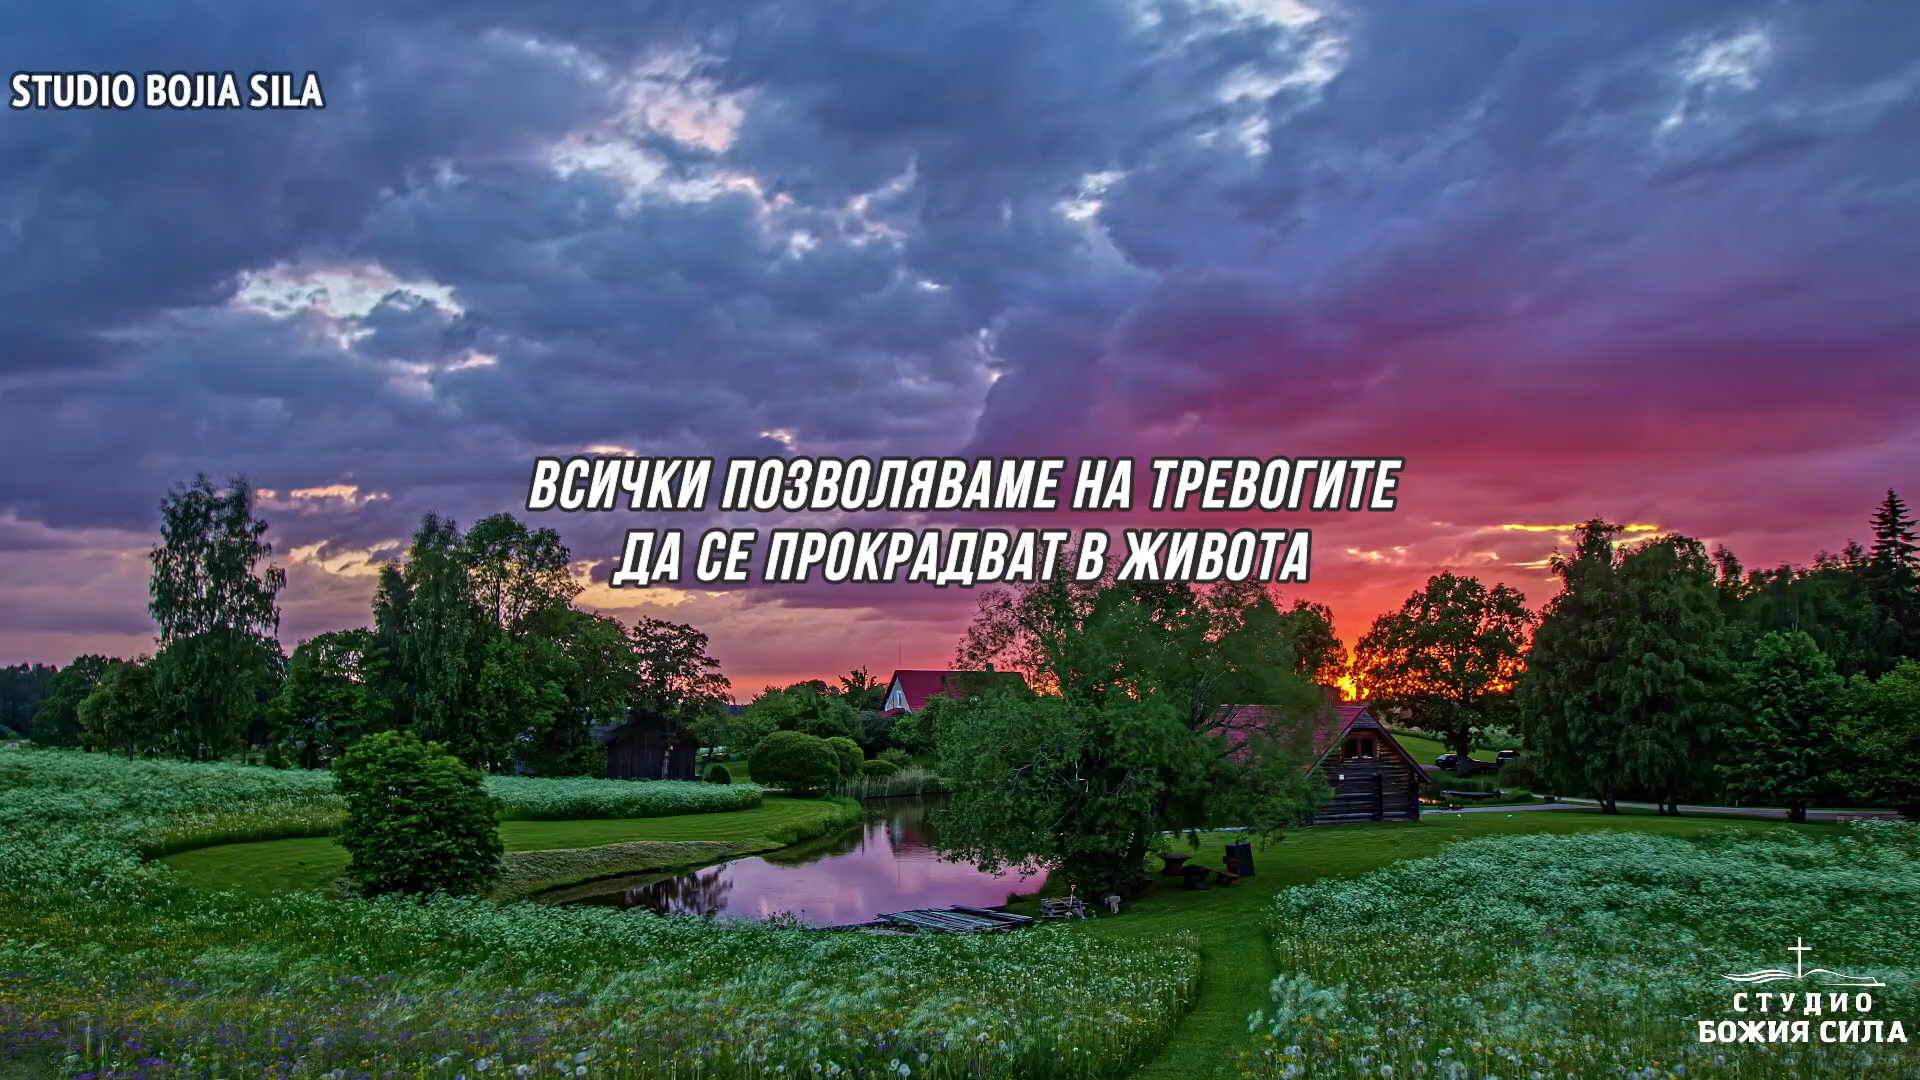 STUDIO BOJIA SILA
ВСИЧКИ ПОЗВОЛЯВАМЕ НА ТРЕВОГИТЕ
ДА СЕ ПРОКРАДВАТ В ЖИВОТА
СТУДИО
БОЖИЯ СИЛА